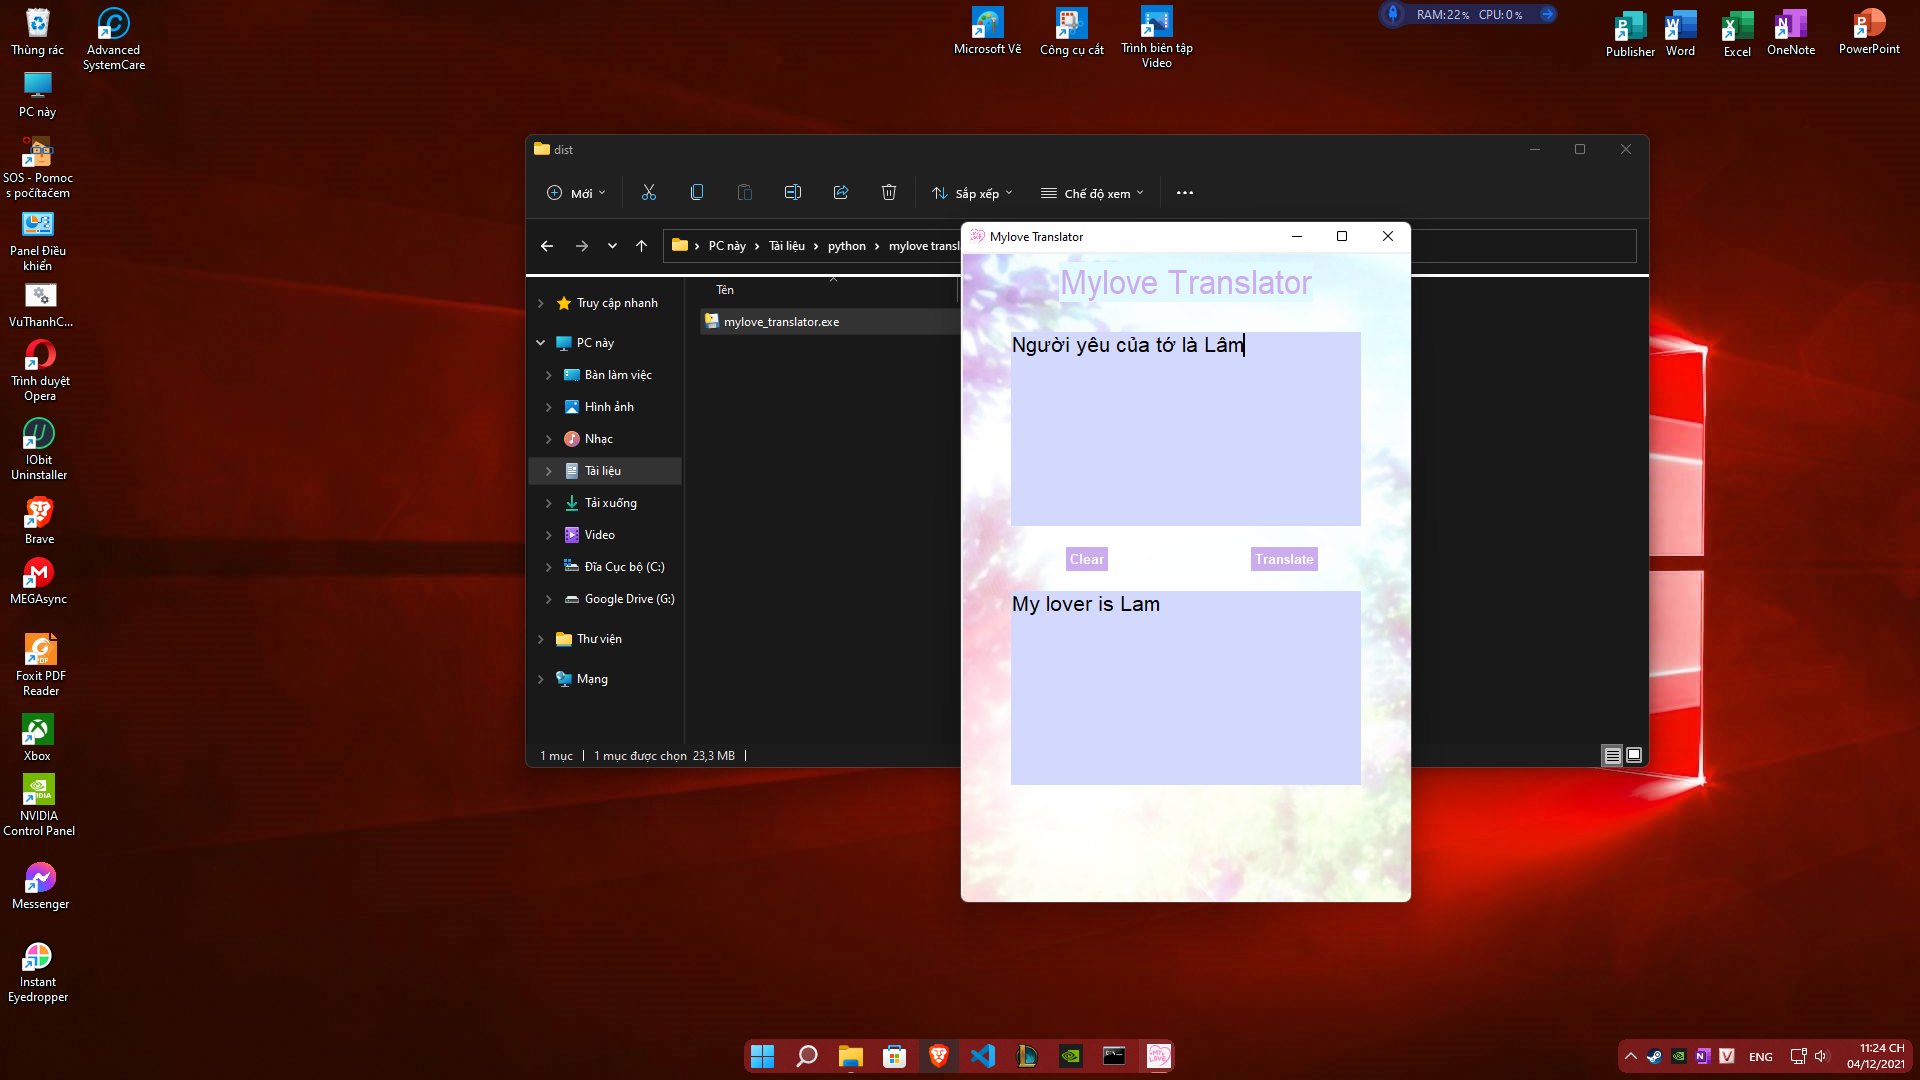 Thùng rác
Advanced
SystemCare
PC này
SOS - Pomoc
s počítačem
Panel Điều
khiển
VuThanhC...
Trình duyệt
Opera
IObit
Uninstaller
Brave
MEGAsync
Foxit PDF
Reader
Xbox
NVIDIA
Control Panel
Messenger
Instant
Eyedropper
Microsoft Vẽ
Công cụ cắt
Trình biên tập
Video
RAM:22% CPU:0%
Publisher
Word
Excel
OneNote
PowerPoint
dist
Mới
Sắp xếp
Chế độ xem
PC này
Tài liệu
python
mylove transl
Tên
mylove_translator.exe
Truy cập nhanh
PC này
Bàn làm việc
Hình ảnh
Nhạc
Tài liệu
Tải xuống
Video
Đĩa Cục bộ (C:)
Google Drive (G:)
Thư viện
Mạng
1 mục
1 mục được chọn 23,3 MB
Mylove Translator
Mylove Translator
Người yêu của tớ là Lâm
Clear
Translate
My lover is Lam
ENG
11:24 CH
04/12/2021